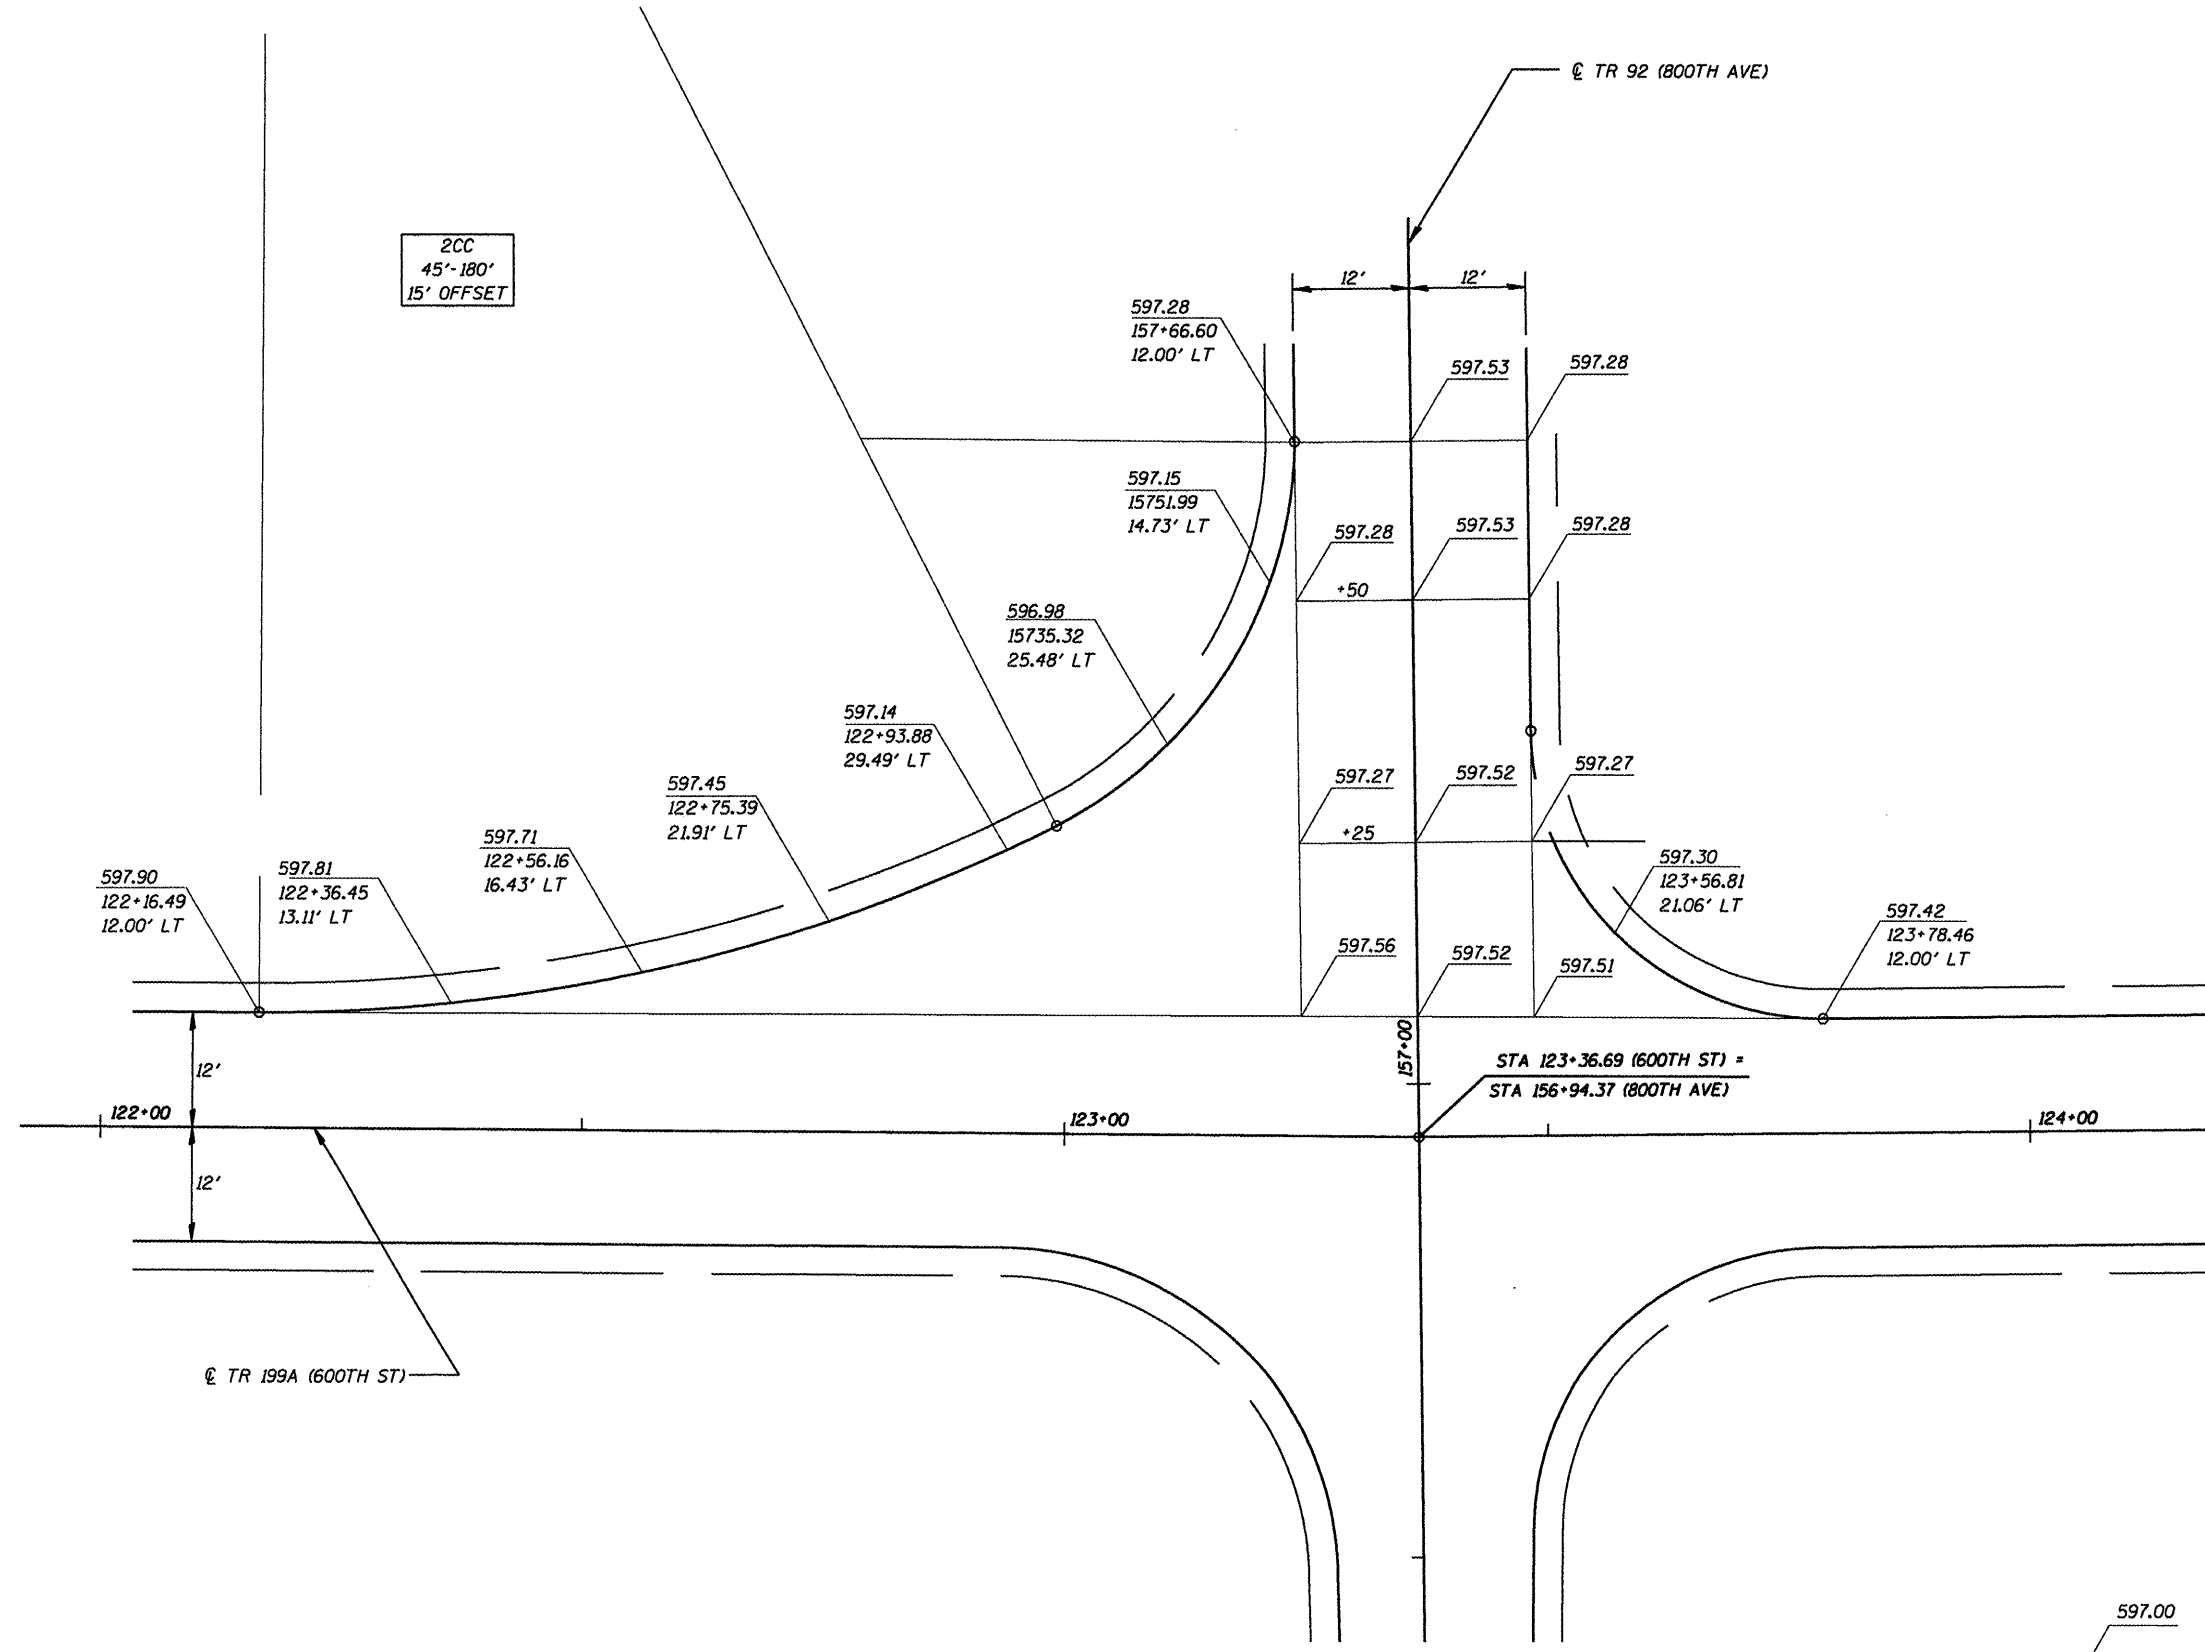 ℄ TR 92 (800TH AVE)
2CC
45'-180'
15' OFFSET
12'
12'
597.28
157+66.60
12.00' LT
597.53
597.28
597.15
15751.99
14.73' LT
597.28
597.53
597.28
+50
596.98
15735.32
25.48' LT
597.14
122+93.88
29.49' LT
597.27
597.52
597.27
+25
597.45
122+75.39
21.91' LT
597.71
122+56.16
16.43' LT
597.81
122+36.45
13.11' LT
597.90
122+16.49
12.00' LT
597.30
123+56.81
21.06' LT
597.42
123+78.46
12.00' LT
597.56
597.52
597.51
157+00
STA 123+36.69 (600TH ST) =
STA 156+94.37 (800TH AVE)
12'
122+00
123+00
124+00
12'
℄ TR 199A (600TH ST)
597.00